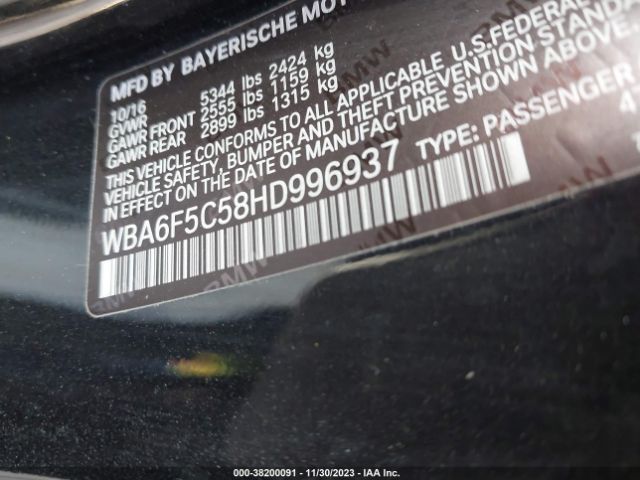 MFD BY BAYERISCHE MOT
10/16
GVWR 5344 lbs 2424 kg
GAWR FRONT 2555 lbs 1159 kg
GAWR REAR 2899 lbs 1315 kg
THIS VEHICLE CONFORMS TO ALL APPLICABLE U.S.FEDERAL
VEHICLE SAFETY, BUMPER AND THEFT PREVENTION STANDA
IN EFFECT ON THE DATE OF MANUFACTURE SHOWN ABOVE.
WBA6F5C58HD996937 TYPE: PASSENGER
000-38200091 - 11/30/2023 - IAA Inc.